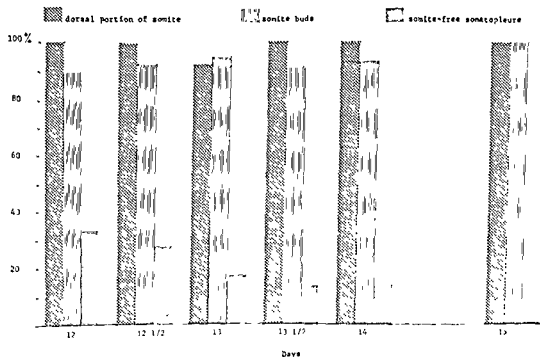 dorsal portion of somite
somite buds
somite-free somatopleure
100%
80
60
40
20
12
12 1/2
13
13 1/2
14
15
Days